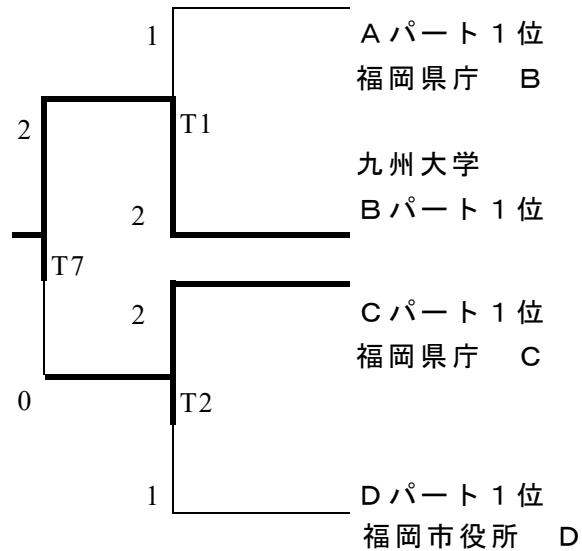 1
Ａパート１位
福岡県庁　Ｂ
2
T1
九州大学
2
Ｂパート１位
T7
2
Ｃパート１位
福岡県庁　Ｃ
0
T2
1
Ｄパート１位
福岡市役所　Ｄ